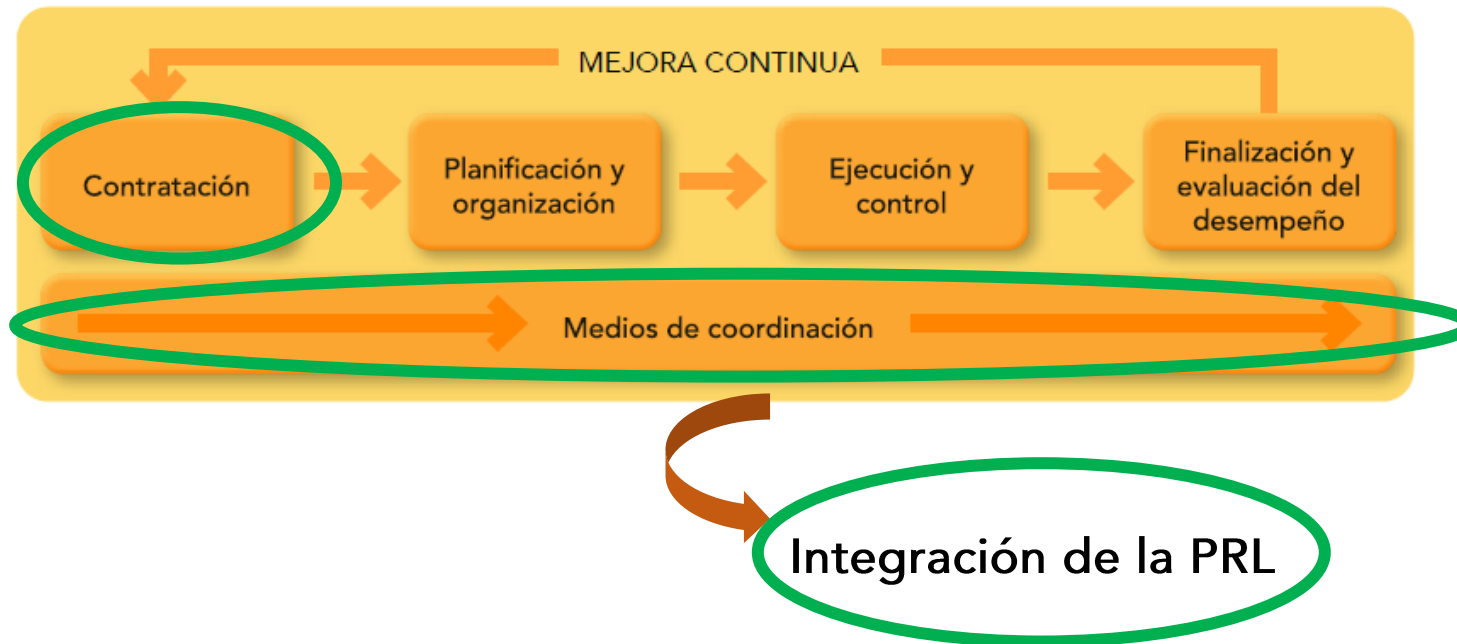 MEJORA CONTINUA
Contratación
Planificación y
organización
Ejecución y
control
Finalización y
evaluación del
desempeño
Medios de coordinación
Integración de la PRL